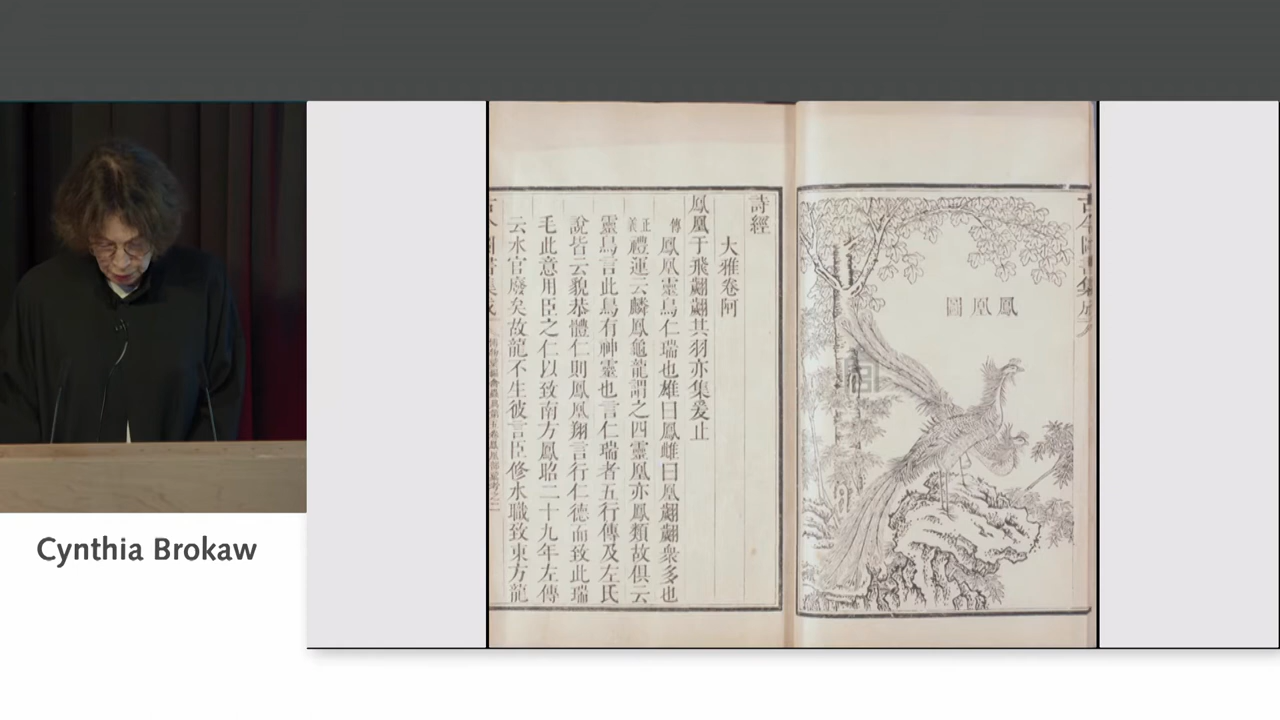 Cynthia Brokaw
鳳凰圖
詩經
大雅卷阿
鳳凰于飛翽翽其羽亦集爰止
傳 鳳凰靈鳥仁瑞也雄曰鳳雌曰凰翽翽衆多也
正義 禮運云麟鳳龜龍謂之四靈凰亦鳳類故俱云
靈鳥言此鳥有神靈也言仁瑞者五行傳及左氏
說皆云貌恭體仁則鳳凰翔言行仁德而致此瑞
毛此意用臣之仁以致南方鳳昭二十九年左傳
云水官廢矣故龍不生彼言臣修水職致東方龍
古今圖書集成